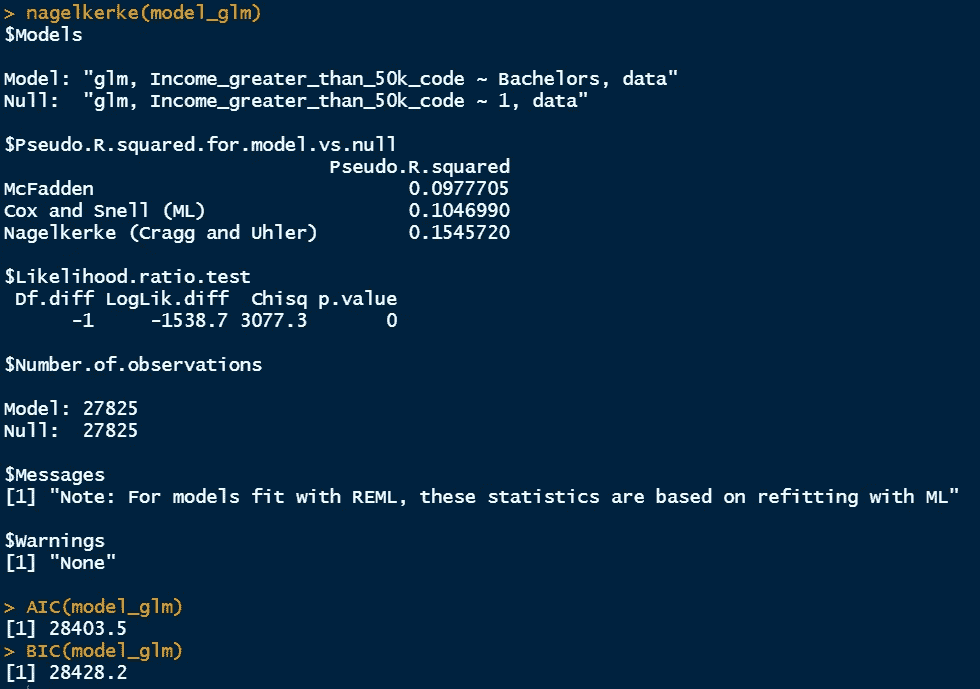 > nagelkerke(model_glm)
$Models

Model: "glm, Income_greater_than_50k_code ~ Bachelors, data"
Null:  "glm, Income_greater_than_50k_code ~ 1, data"

$Pseudo.R.squared.for.model.vs.null
                             Pseudo.R.squared
McFadden                            0.0977705
Cox and Snell (ML)                  0.1046990
Nagelkerke (Cragg and Uhler)        0.1545720

$Likelihood.ratio.test
 Df.diff LogLik.diff  Chisq p.value
      -1     -1538.7 3077.3       0

$Number.of.observations

Model: 27825
Null:  27825

$Messages
[1] "Note: For models fit with REML, these statistics are based on refitting with ML"

$Warnings
[1] "None"

> AIC(model_glm)
[1] 28403.5
> BIC(model_glm)
[1] 28428.2